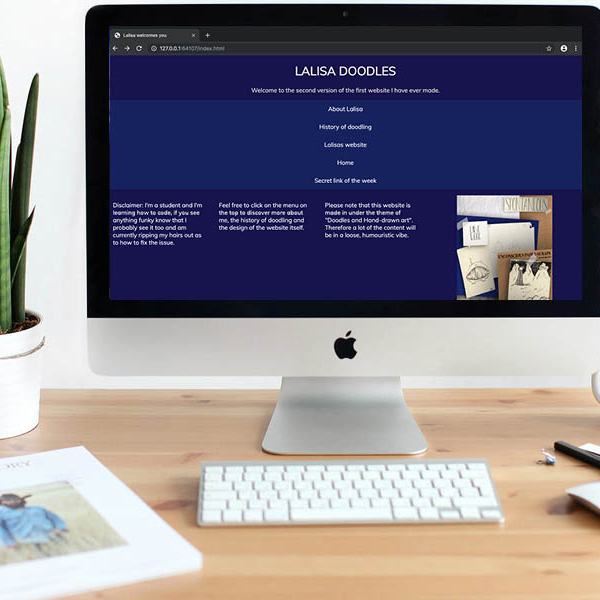 Lalisa welcomes you
127.0.0.1:64107/index.html
LALISA DOODLES
Welcome to the second version of the first website I have ever made.
About Lalisa
History of doodling
Lalisas website
Home
Secret link of the week
Disclaimer: I'm a student and I'm
learning how to code, if you see
anything funky know that I
probably see it too and am
currently ripping my hairs out as
to how to fix the issue.
Feel free to click on the menu on
the top to discover more about
me, the history of doodling and
the design of the website itself.
Please note that this website is
made in under the theme of
"Doodles and Hand-drawn art".
Therefore a lot of the content will
be in a loose, humouristic vibe.